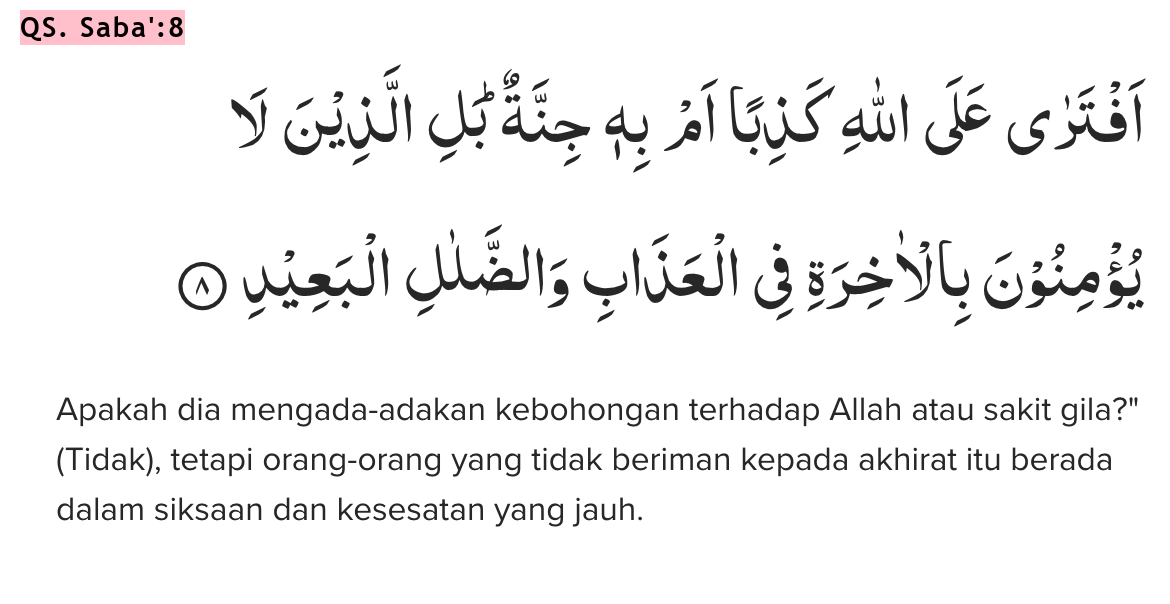 QS. Saba':8
اَفْتَرٰى عَلَى اللّٰهِ كَذِبًا اَمْ بِهٖ جِنَّةٌ ۗبَلِ الَّذِيْنَ لَا
يُؤْمِنُوْنَ بِالْاٰخِرَةِ فِى الْعَذَابِ وَالضَّلٰلِ الْبَعِيْدِ ٨
Apakah dia mengada-adakan kebohongan terhadap Allah atau sakit gila?"
(Tidak), tetapi orang-orang yang tidak beriman kepada akhirat itu berada
dalam siksaan dan kesesatan yang jauh.